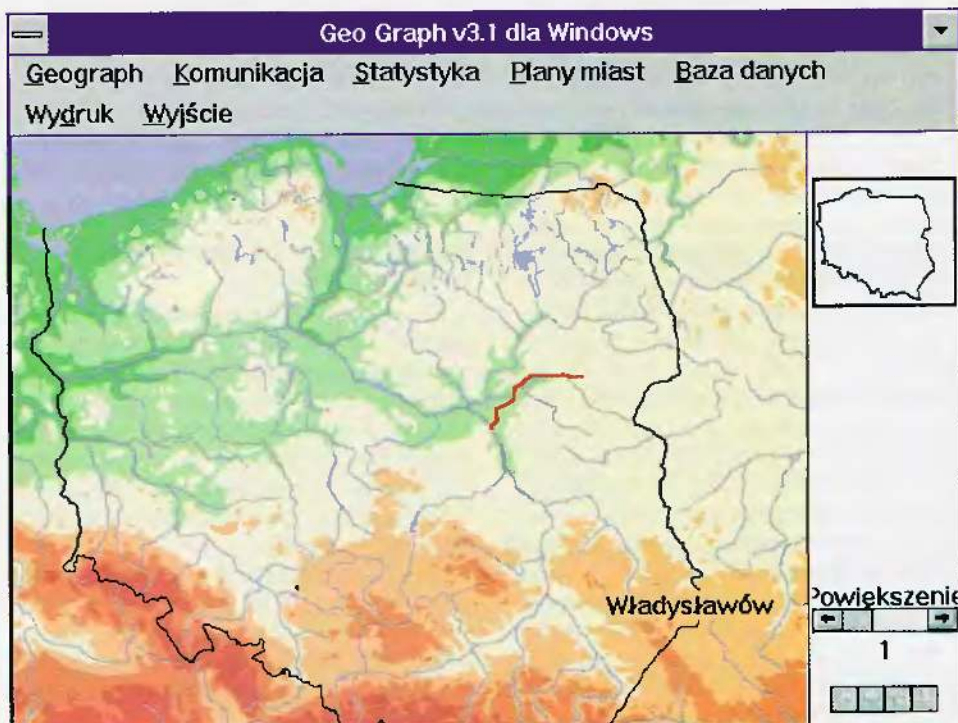 Geo Graph v3.1 dla Windows
Geograph Komunikacja Statystyka Plany miast Baza danych
Wydruk Wyjście
Władysławów
Powiększenie
1